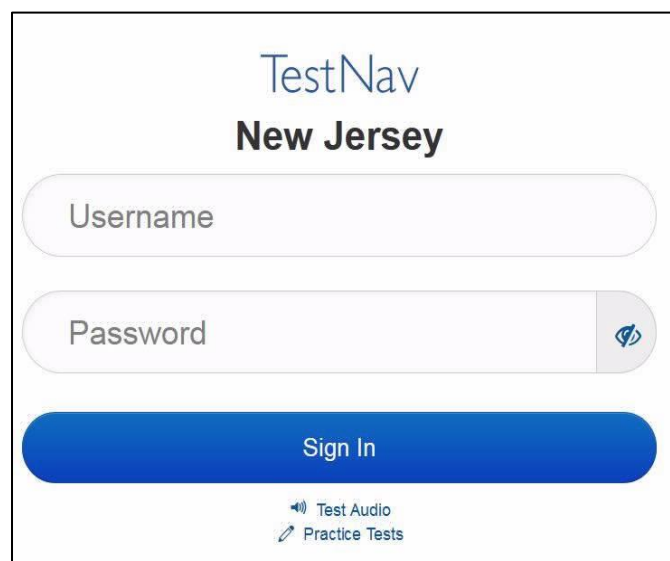 TestNav
New Jersey
Username
Password
Sign In
Test Audio
Practice Tests